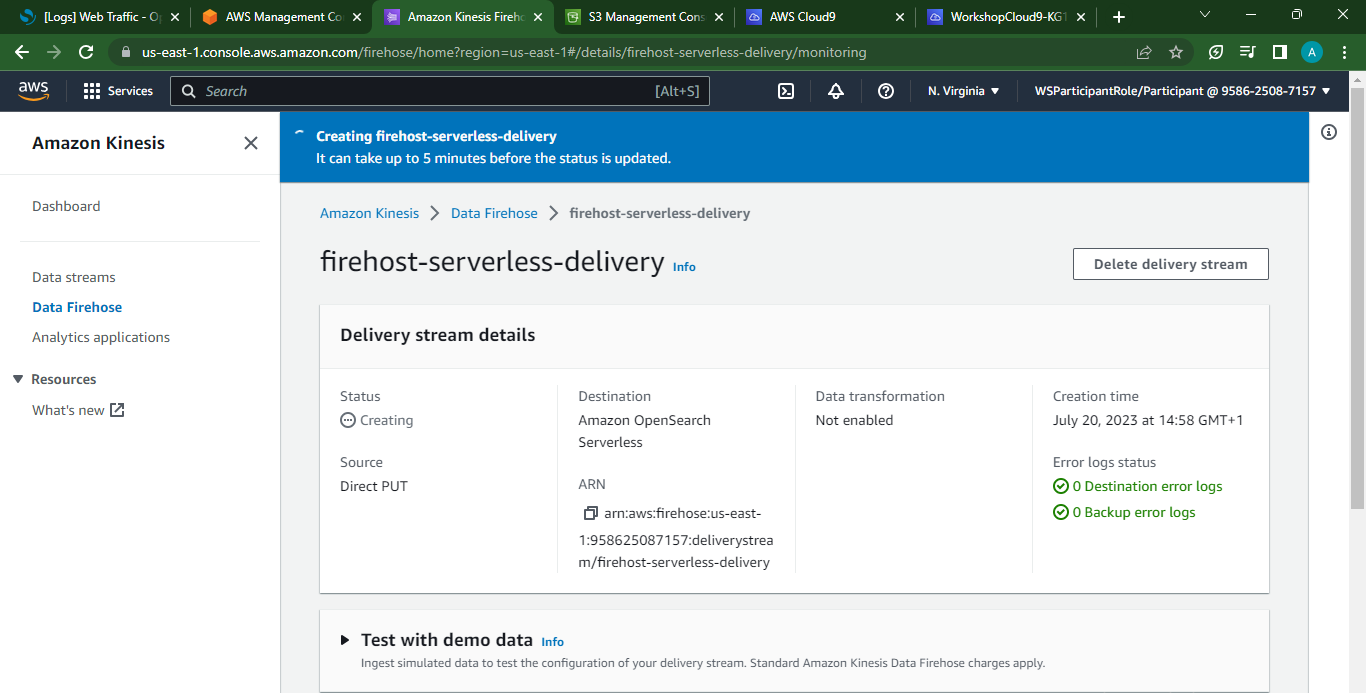 [Logs] Web Traffic - O
AWS Management Co
Amazon Kinesis Fireho
S3 Management Cons
AWS Cloud9
WorkshopCloud9-KG1
us-east-1.console.aws.amazon.com/firehose/home?region=us-east-1#/details/firehost-serverless-delivery/monitoring
A
aws
Services
Search
[Alt+S]
N. Virginia
WSParticipantRole/Participant @ 9586-2508-7157
Amazon Kinesis
Dashboard
Data streams
Data Firehose
Analytics applications
Resources
What's new
Creating firehost-serverless-delivery
It can take up to 5 minutes before the status is updated.
Amazon Kinesis
Data Firehose
firehost-serverless-delivery
firehost-serverless-delivery Info
Delete delivery stream
Delivery stream details
Status
Creating
Source
Direct PUT
Destination
Amazon OpenSearch
Serverless
ARN
arn:aws:firehose:us-east-
1:958625087157:deliverystrea
m/firehost-serverless-delivery
Data transformation
Not enabled
Creation time
July 20, 2023 at 14:58 GMT+1
Error logs status
0 Destination error logs
0 Backup error logs
Test with demo data Info
Ingest simulated data to test the configuration of your delivery stream. Standard Amazon Kinesis Data Firehose charges apply.